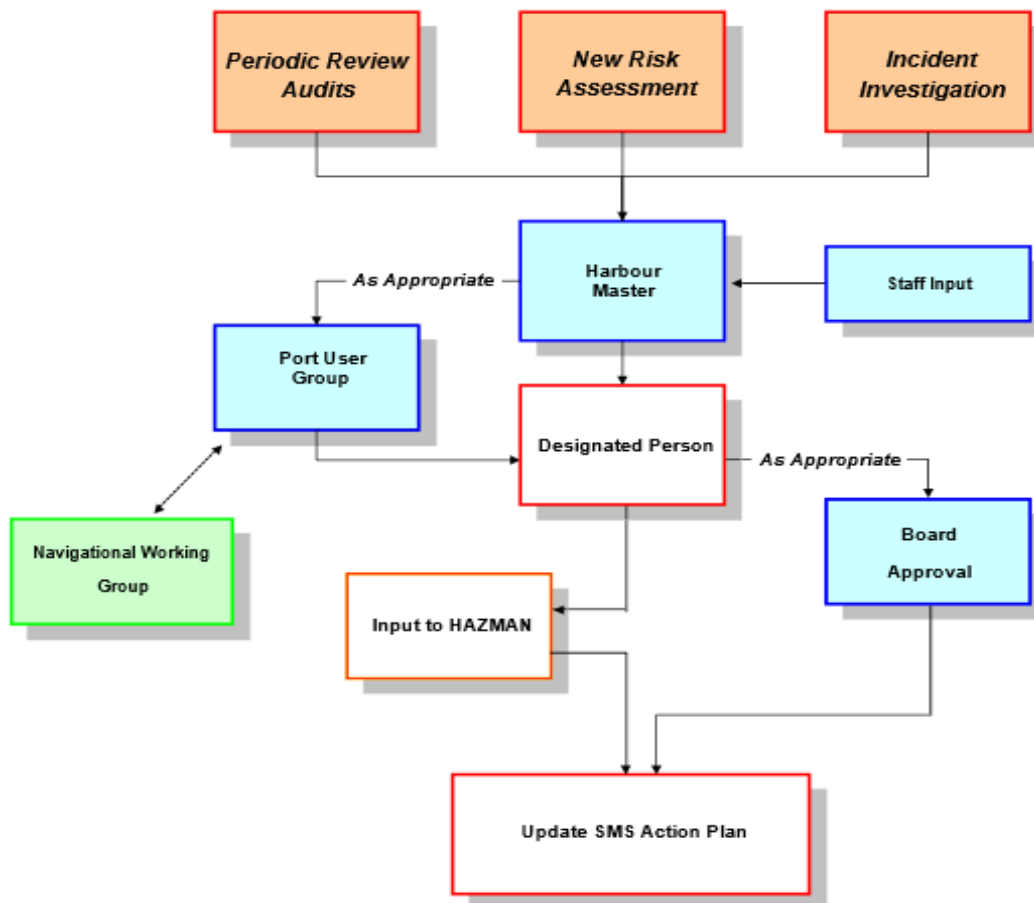 Periodic Review
Audits
New Risk
Assessment
Incident
Investigation
Harbour
Master
Staff Input
As Appropriate
Port User
Group
Designated Person
As Appropriate
Navigational Working
Group
Board
Approval
Input to HAZMAN
Update SMS Action Plan